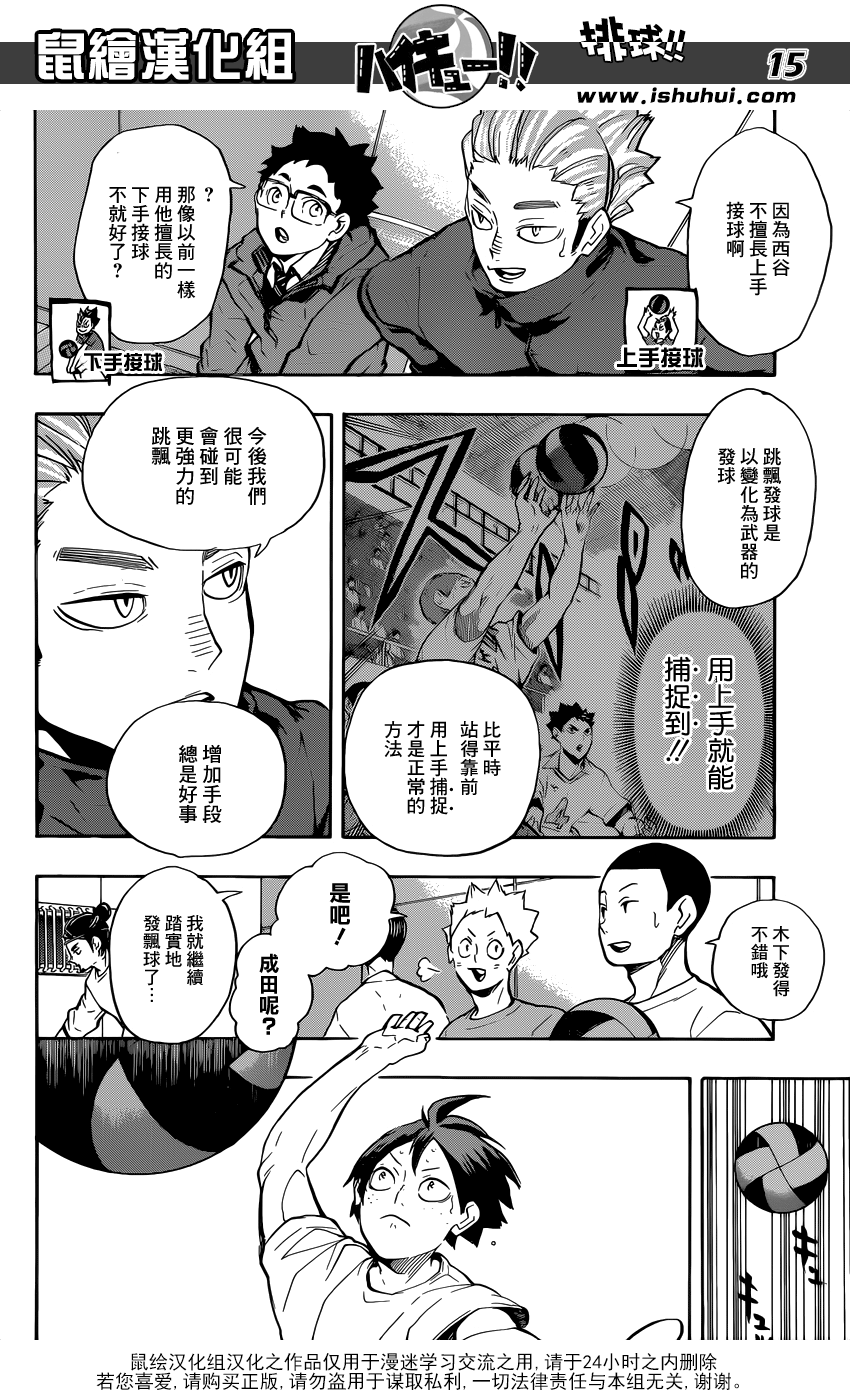 鼠繪漢化組
ハイキュー!!
排球!!
15
www.ishuhui.com
因為西谷
不擅長上手
接球啊
上手接球
？
那像以前一樣
用他擅長的
下手接球
不就好了？
下手接球
跳飄發球是
以變化為武器的
發球
用上手就能
捕捉到!!
比平時
站得靠前
用上手捕捉
才是正常的
方法
今後我們
很可能
會碰到
更強力的
跳飄
增加手段
總是好事
木下發得
不錯哦
是吧!
成田呢?
我就繼續
踏實地
發飄球了…
キュ
キュ
鼠绘汉化组汉化之作品仅用于漫迷学习交流之用,请于24小时之内删除
若您喜爱,请购买正版,请勿盗用于谋取私利,一切法律责任与本组无关,谢谢。